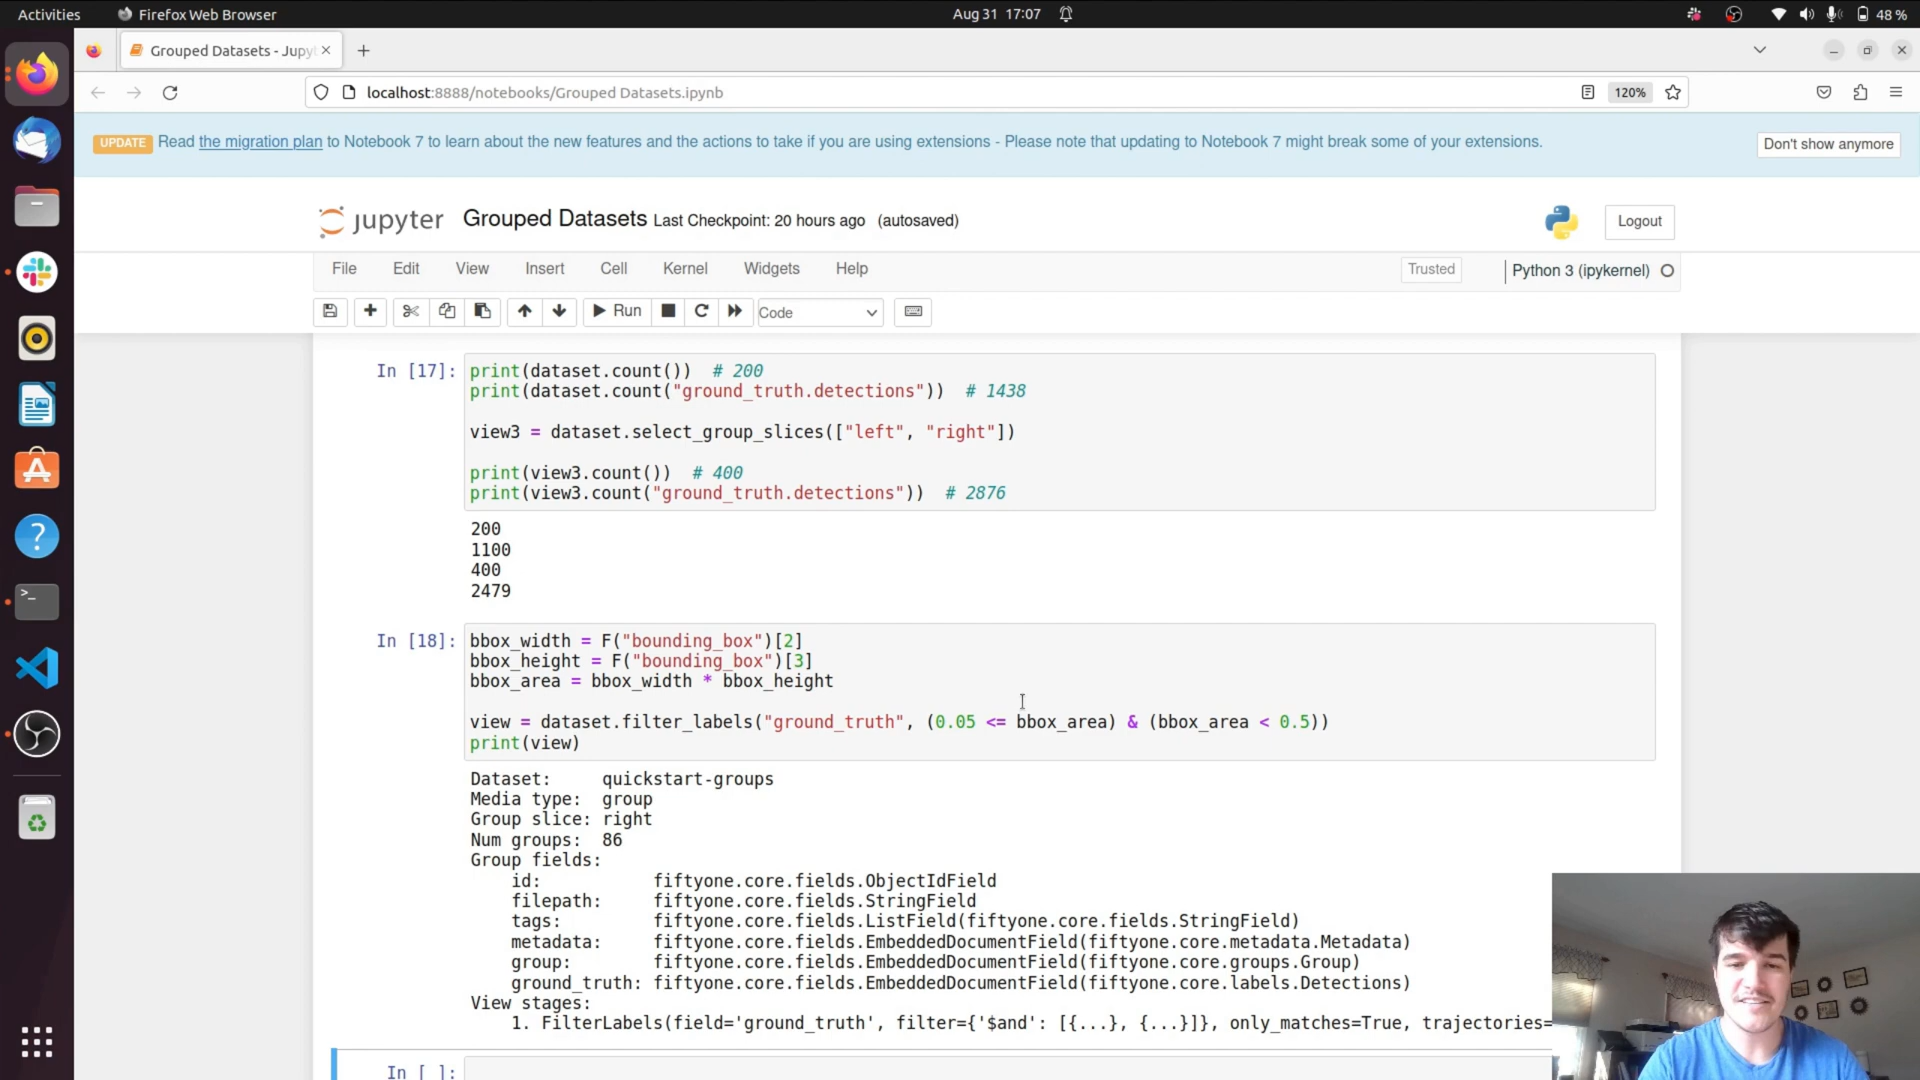 Activities
Firefox Web Browser
Aug 31 17:07
48 %
Grouped Datasets - Jupy
localhost:8888/notebooks/Grouped Datasets.ipynb
120%
UPDATE Read the migration plan to Notebook 7 to learn about the new features and the actions to take if you are using extensions - Please note that updating to Notebook 7 might break some of your extensions.
Don't show anymore
jupyter Grouped Datasets Last Checkpoint: 20 hours ago (autosaved)
Logout
File Edit View Insert Cell Kernel Widgets Help
Trusted
Python 3 (ipykernel)
Run
Code
In [17]: print(dataset.count())  # 200
print(dataset.count("ground_truth.detections"))  # 1438
view3 = dataset.select_group_slices(["left", "right"])
print(view3.count())  # 400
print(view3.count("ground_truth.detections"))  # 2876
200
1100
400
2479
In [18]: bbox_width = F("bounding_box")[2]
bbox_height = F("bounding_box")[3]
bbox_area = bbox_width * bbox_height
view = dataset.filter_labels("ground_truth", (0.05 <= bbox_area) & (bbox_area < 0.5))
print(view)
Dataset:     quickstart-groups
Media type:  group
Group slice: right
Num groups:  86
Group fields:
id:           fiftyone.core.fields.ObjectIdField
filepath:     fiftyone.core.fields.StringField
tags:         fiftyone.core.fields.ListField(fiftyone.core.fields.StringField)
metadata:     fiftyone.core.fields.EmbeddedDocumentField(fiftyone.core.metadata.Metadata)
group:        fiftyone.core.fields.EmbeddedDocumentField(fiftyone.core.groups.Group)
ground_truth: fiftyone.core.fields.EmbeddedDocumentField(fiftyone.core.labels.Detections)
View stages:
1. FilterLabels(field='ground_truth', filter={'$and': [{...}, {...}]}, only_matches=True, trajectories=
In [ ]: